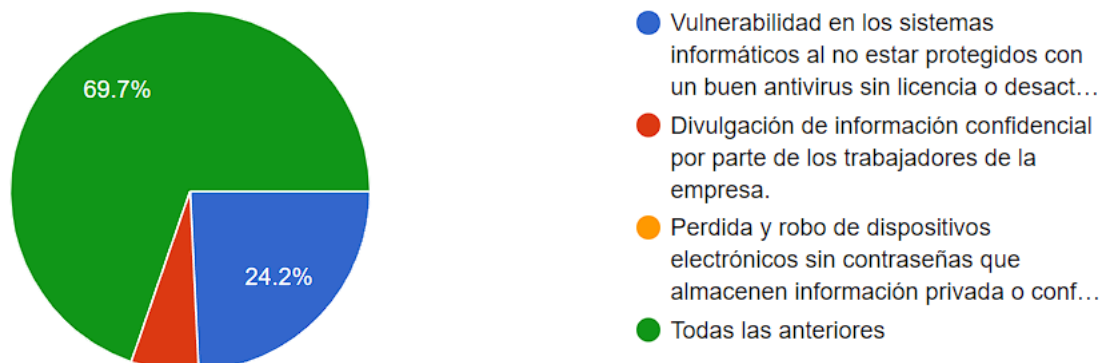 69.7%
24.2%
Vulnerabilidad en los sistemas
informáticos al no estar protegidos con
un buen antivirus sin licencia o desact…
Divulgación de información confidencial
por parte de los trabajadores de la
empresa.
Perdida y robo de dispositivos
electrónicos sin contraseñas que
almacenen información privada o conf…
Todas las anteriores